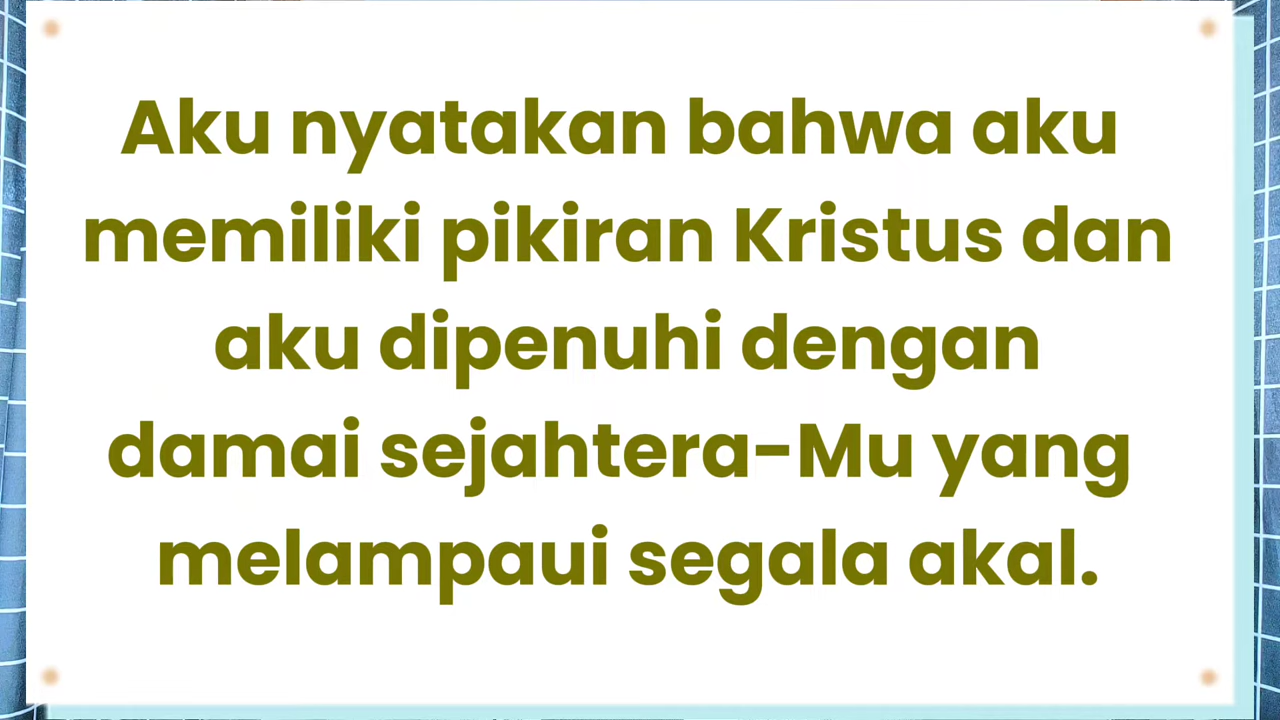 Aku nyatakan bahwa aku
memiliki pikiran Kristus dan
aku dipenuhi dengan
damai sejahtera-Mu yang
melampaui segala akal.